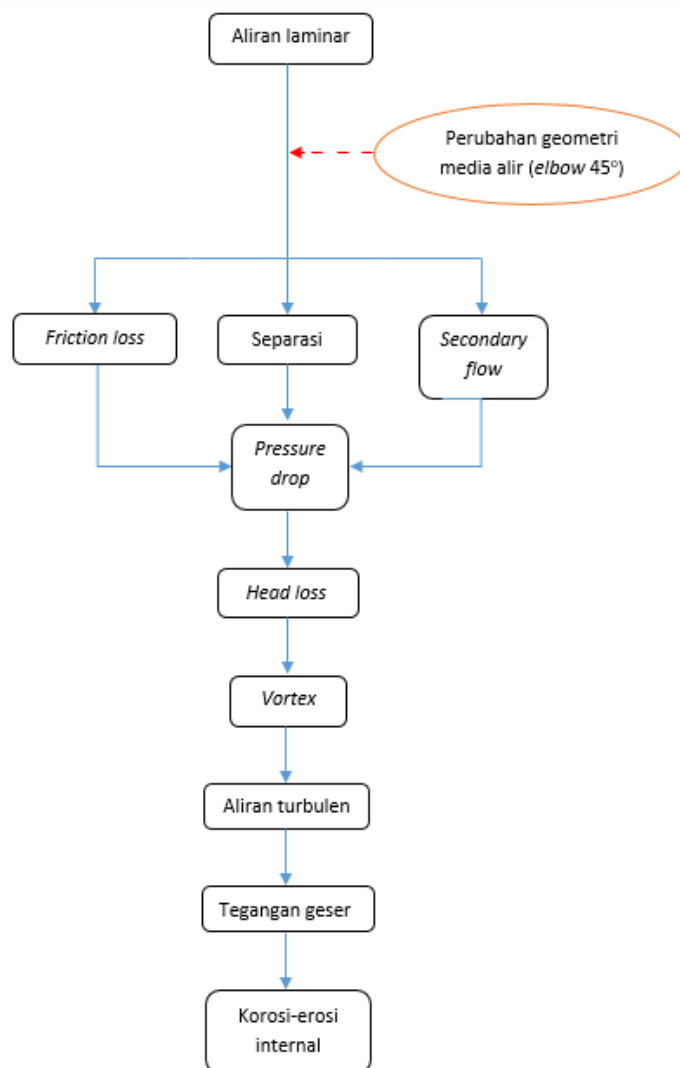 Aliran laminar
Perubahan geometri
media alir (elbow 45°)
Friction loss
Separasi
Secondary
flow
Pressure
drop
Head loss
Vortex
Aliran turbulen
Tegangan geser
Korosi-erosi
internal